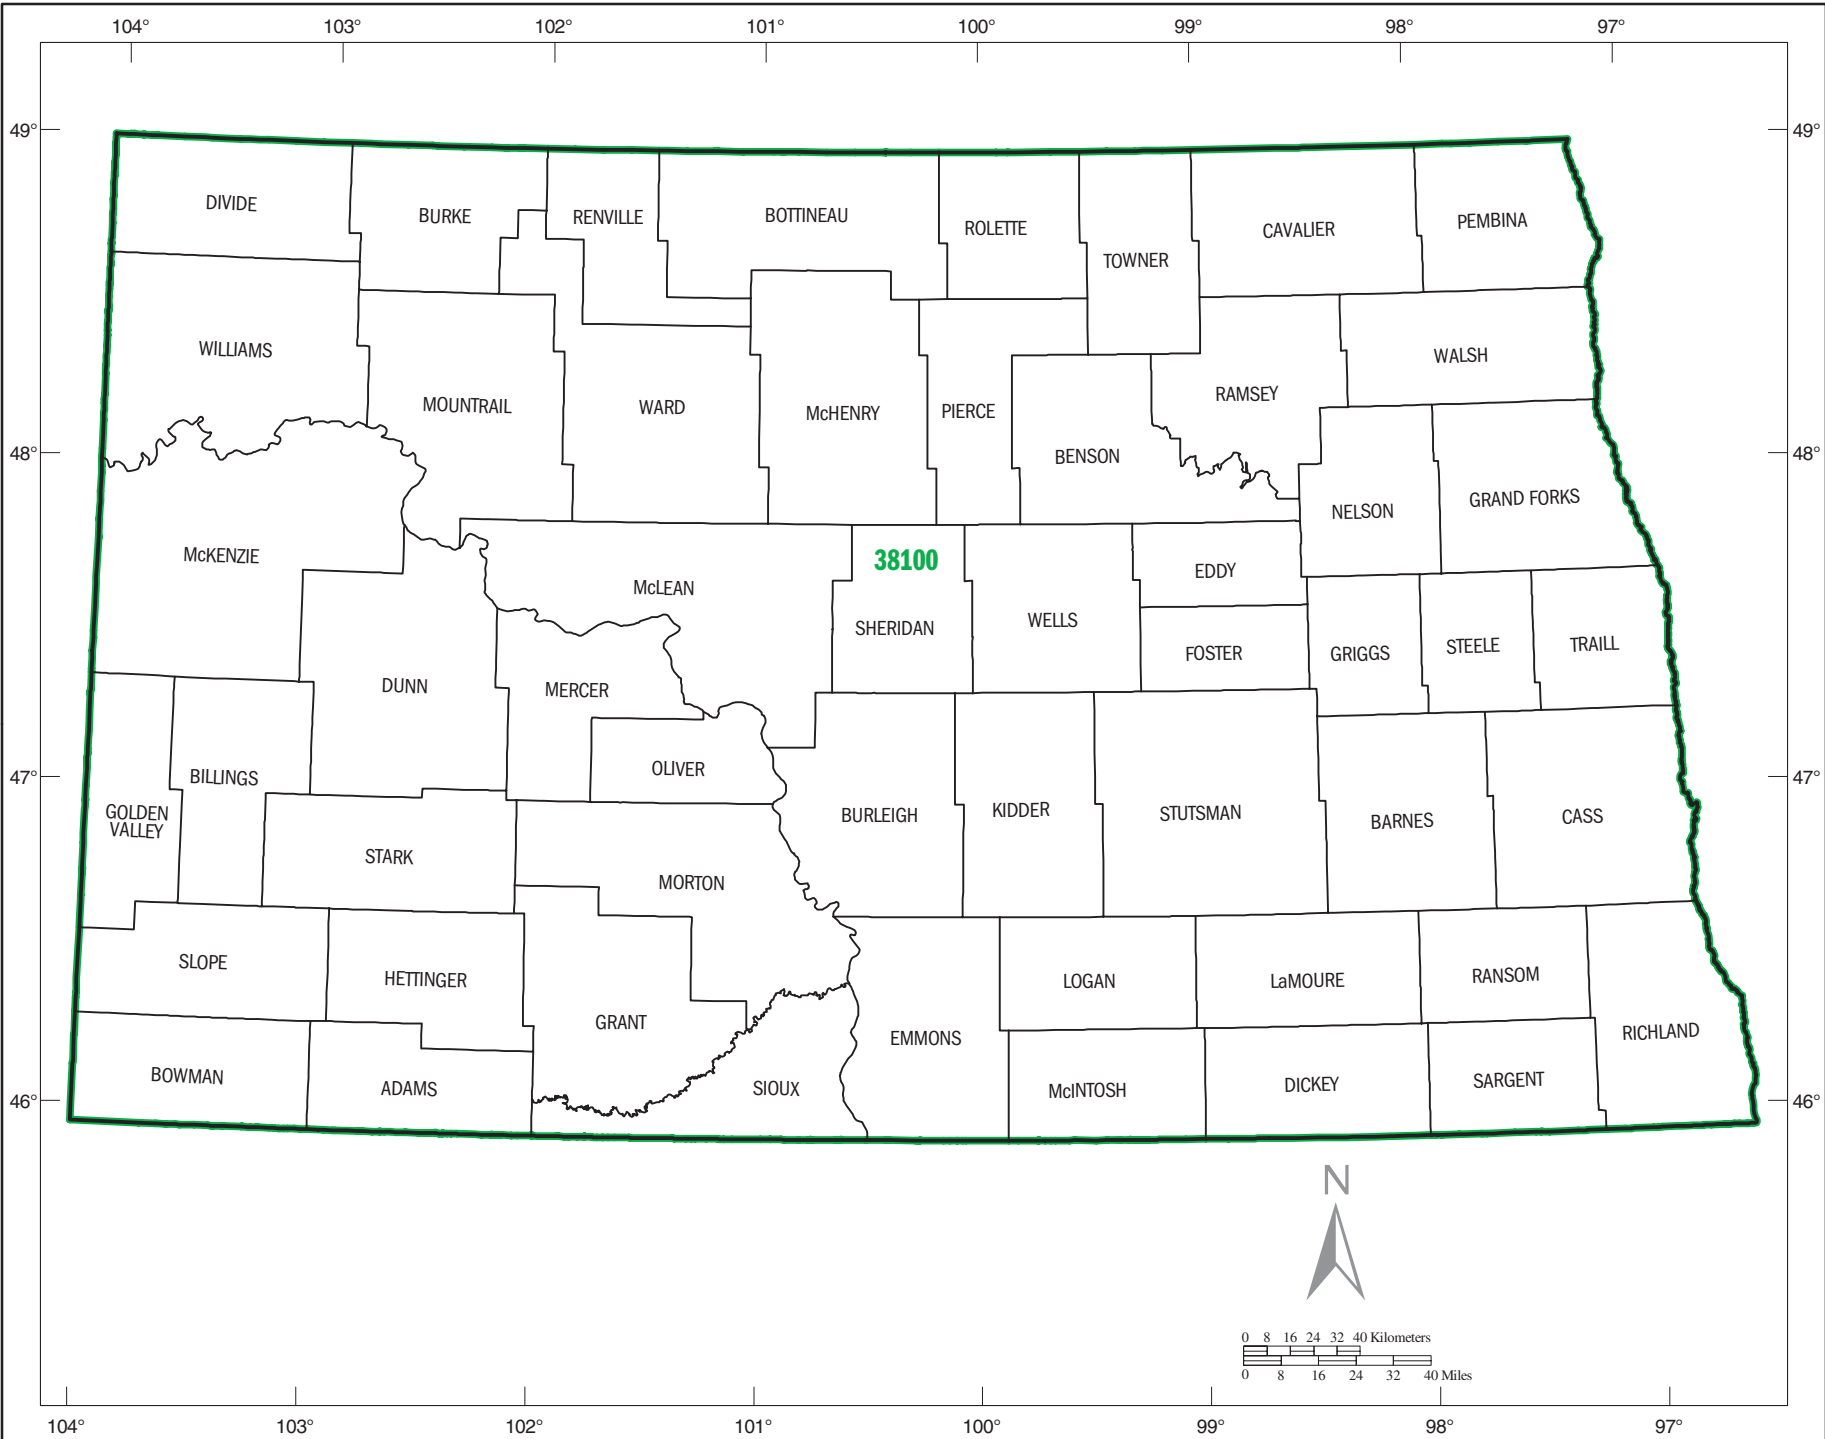 104° 103° 102° 101° 100° 99° 98° 97°
49° 49°
DIVIDE
BURKE
RENVILLE
BOTTINEAU
ROLETTE
TOWNER
CAVALIER
PEMBINA
WILLIAMS
MOUNTRAIL
WARD
McHENRY
PIERCE
BENSON
RAMSEY
WALSH
48° 48°
McKENZIE
NELSON
GRAND FORKS
McLEAN
38100
SHERIDAN
WELLS
EDDY
FOSTER
GRIGGS
STEELE
TRAILL
DUNN
MERCER
OLIVER
47° 47°
BILLINGS
GOLDEN
VALLEY
STARK
MORTON
BURLEIGH
KIDDER
STUTSMAN
BARNES
CASS
SLOPE
HETTINGER
GRANT
LOGAN
LaMOURE
RANSOM
RICHLAND
EMMONS
BOWMAN
ADAMS
SIOUX
McINTOSH
DICKEY
SARGENT
46° 46°
N
0 8 16 24 32 40 Kilometers
0 8 16 24 32 40 Miles
104° 103° 102° 101° 100° 99° 98° 97°